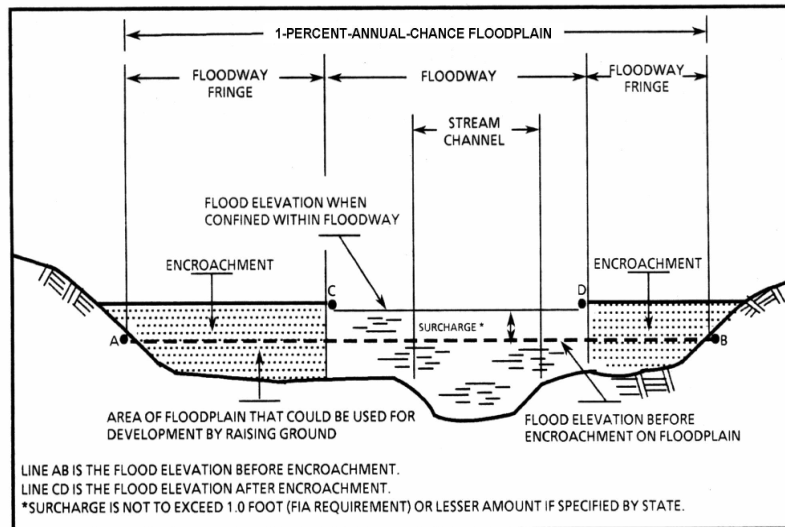 1-PERCENT-ANNUAL-CHANCE FLOODPLAIN
FLOODWAY
FRINGE
FLOODWAY
FLOODWAY
FRINGE
STREAM
CHANNEL
FLOOD ELEVATION WHEN
CONFINED WITHIN FLOODWAY
ENCROACHMENT
ENCROACHMENT
C
D
SURCHARGE *
A
B
AREA OF FLOODPLAIN THAT COULD BE USED FOR
DEVELOPMENT BY RAISING GROUND
FLOOD ELEVATION BEFORE
ENCROACHMENT ON FLOODPLAIN
LINE AB IS THE FLOOD ELEVATION BEFORE ENCROACHMENT.
LINE CD IS THE FLOOD ELEVATION AFTER ENCROACHMENT.
*SURCHARGE IS NOT TO EXCEED 1.0 FOOT (FIA REQUIREMENT) OR LESSER AMOUNT IF SPECIFIED BY STATE.